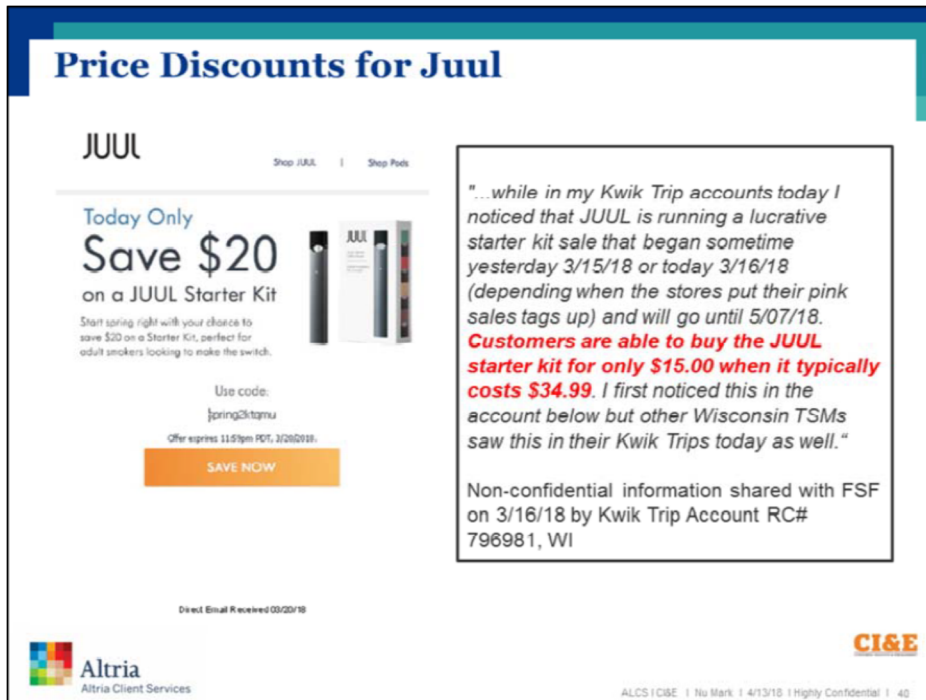 Price Discounts for Juul
JUUL
Shop JUUL | Shop Pods
Today Only
Save $20
on a JUUL Starter Kit
Start spring right with your chance to
save $20 on a Starter Kit, perfect for
adult smokers looking to make the switch.
Use code:
Offer expires 11:59pm PDT, 3/20/2018.
SAVE NOW
JUUL
Direct Email Received 03/20/18
"...while in my Kwik Trip accounts today I
noticed that JUUL is running a lucrative
starter kit sale that began sometime
yesterday 3/15/18 or today 3/16/18
(depending when the stores put their pink
sales tags up) and will go until 5/07/18.
Customers are able to buy the JUUL
starter kit for only $15.00 when it typically
costs $34.99. I first noticed this in the
account below but other Wisconsin TSMs
saw this in their Kwik Trips today as well."
Non-confidential information shared with FSF
on 3/16/18 by Kwik Trip Account RC#
796981, WI
Altria
Altria Client Services
CI&E
ALCS I CI&E I Nu Mark I 4/13/18 I Highly Confidential I 40